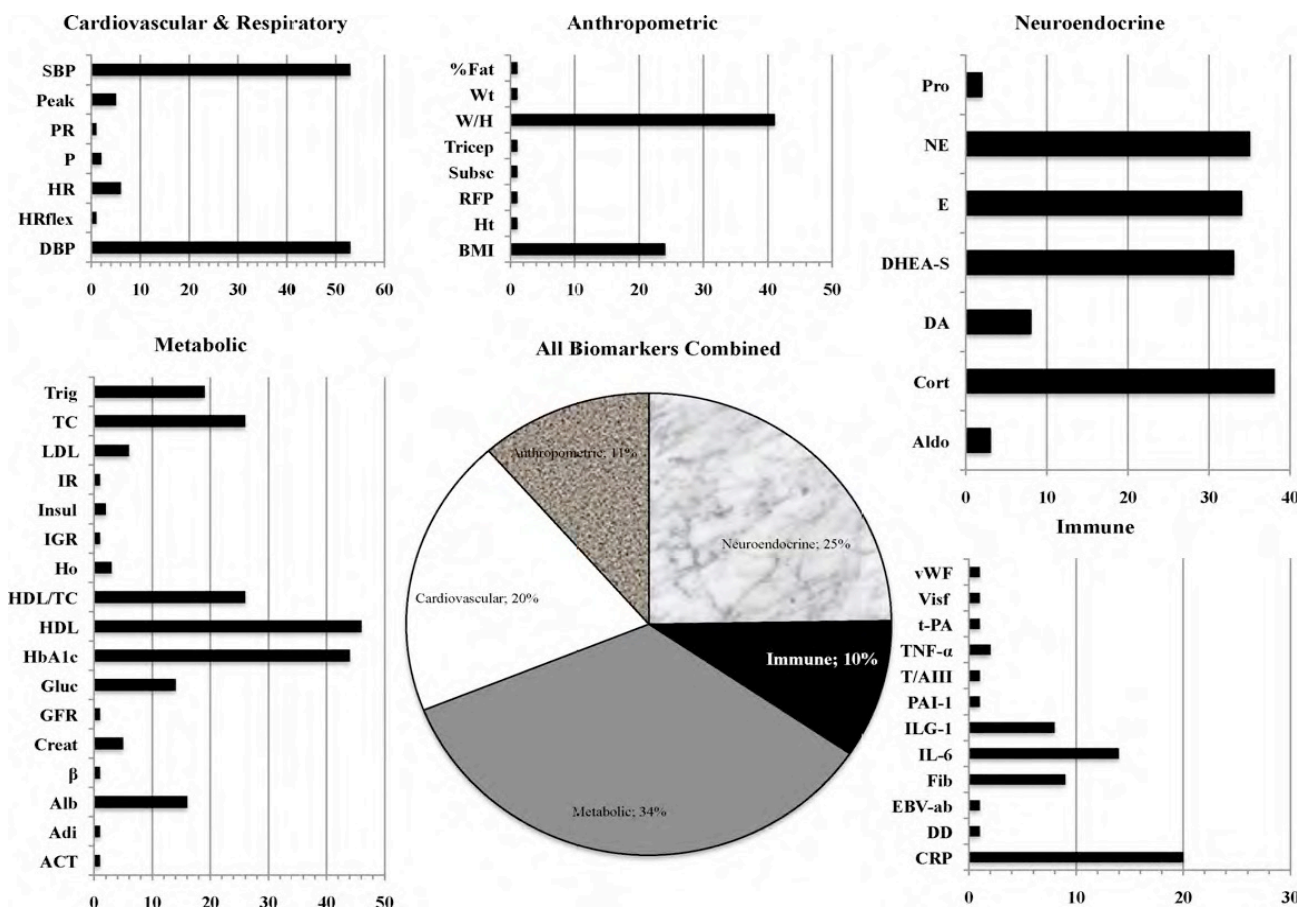 Cardiovascular & Respiratory
SBP
Peak
PR
P
HR
HRflex
DBP
0 10 20 30 40 50 60
Anthropometric
%Fat
Wt
W/H
Tricep
Subsc
RFP
Ht
BMI
0 10 20 30 40 50
Neuroendocrine
Pro
NE
E
DHEA-S
DA
Cort
Aldo
0 10 20 30 40
Metabolic
Trig
TC
LDL
IR
Insul
IGR
Ho
HDL/TC
HDL
HbA1c
Gluc
GFR
Creat
β
Alb
Adi
ACT
0 10 20 30 40 50
All Biomarkers Combined
Anthropometric; 11%
Neuroendocrine; 25%
Cardiovascular; 20%
Immune; 10%
Metabolic; 34%
Immune
vWF
Visf
t-PA
TNF-α
T/AIII
PAI-1
ILG-1
IL-6
Fib
EBV-ab
DD
CRP
0 10 20 30